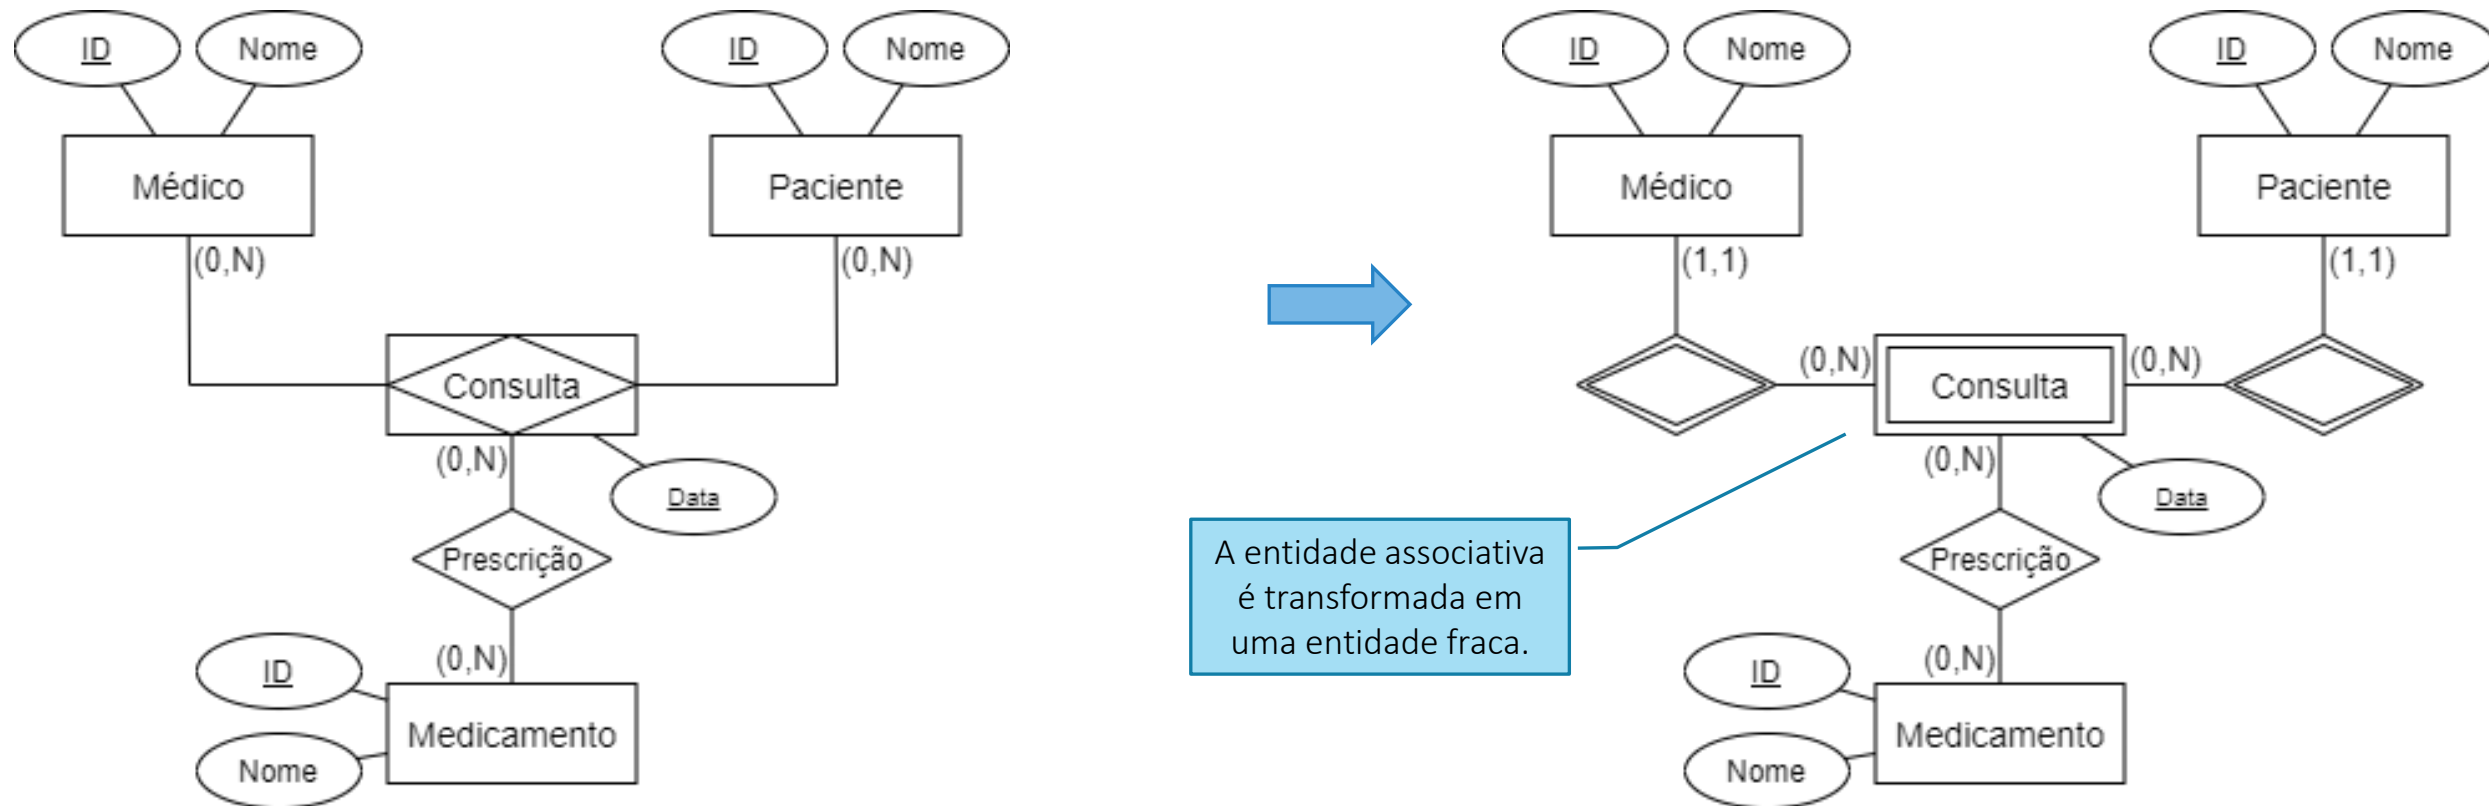 ID
Nome
ID
Nome
Médico
Paciente
(0,N)
(0,N)
Consulta
(0,N)
Data
Prescrição
(0,N)
ID
Medicamento
Nome
ID
Nome
ID
Nome
Médico
Paciente
(1,1)
(1,1)
(0,N)
(0,N)
Consulta
(0,N)
Data
A entidade associativa
é transformada em
uma entidade fraca.
Prescrição
(0,N)
ID
Medicamento
Nome